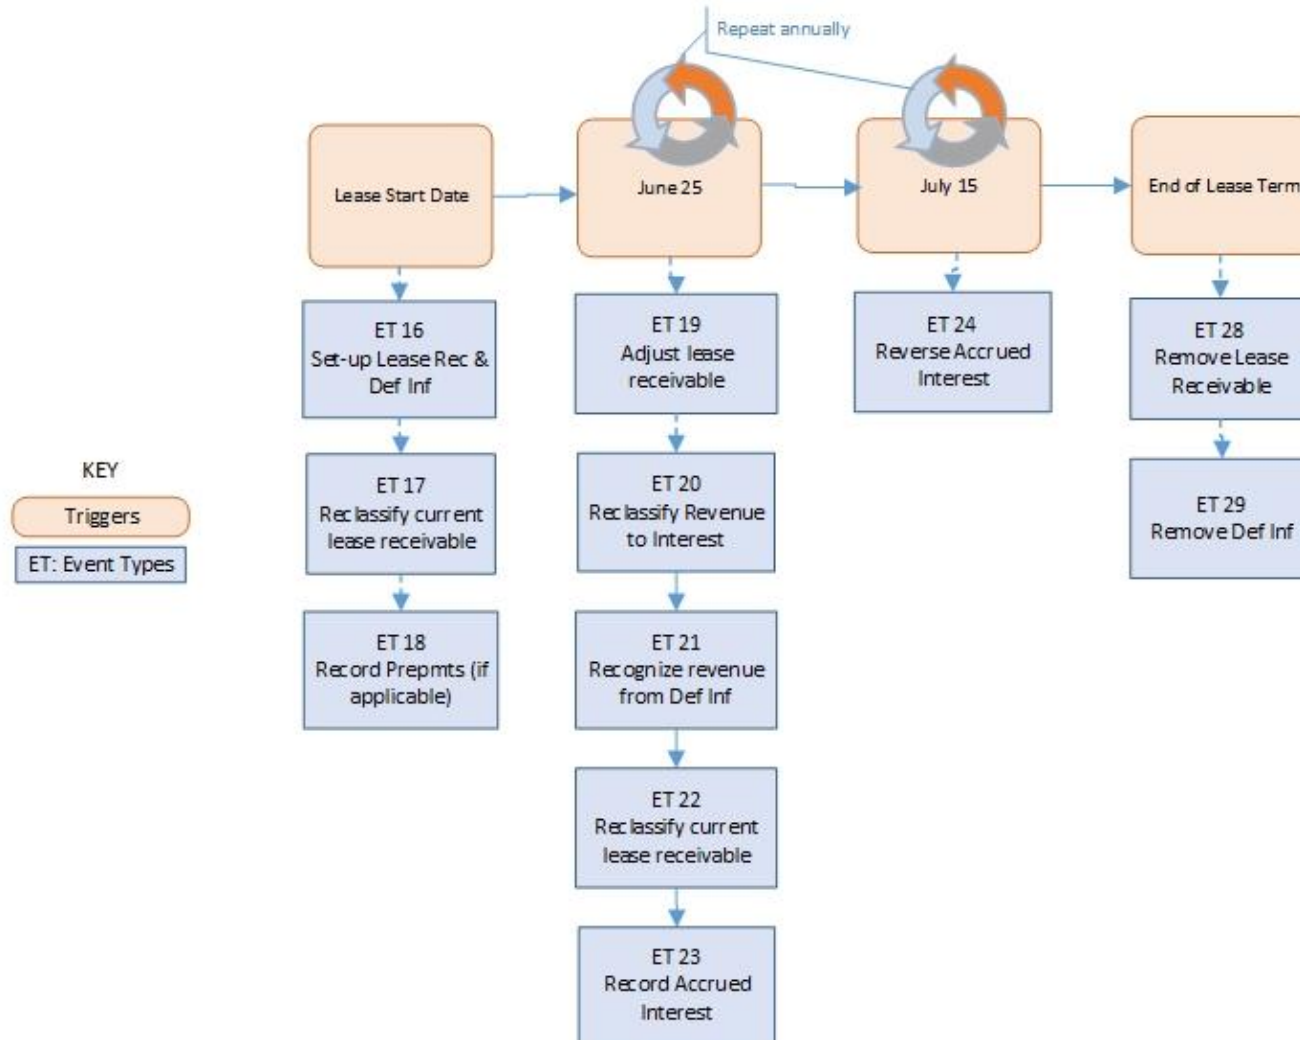 Repeat annually
Lease Start Date
June 25
July 15
End of Lease Term
ET 16
Set-up Lease Rec &
Def Inf
ET 17
Reclassify current
lease receivable
ET 18
Record Prepmts (if
applicable)
ET 19
Adjust lease
receivable
ET 20
Reclassify Revenue
to Interest
ET 21
Recognize revenue
from Def Inf
ET 22
Reclassify current
lease receivable
ET 23
Record Accrued
Interest
ET 24
Reverse Accrued
Interest
ET 28
Remove Lease
Receivable
ET 29
Remove Def Inf
KEY
Triggers
ET: Event Types